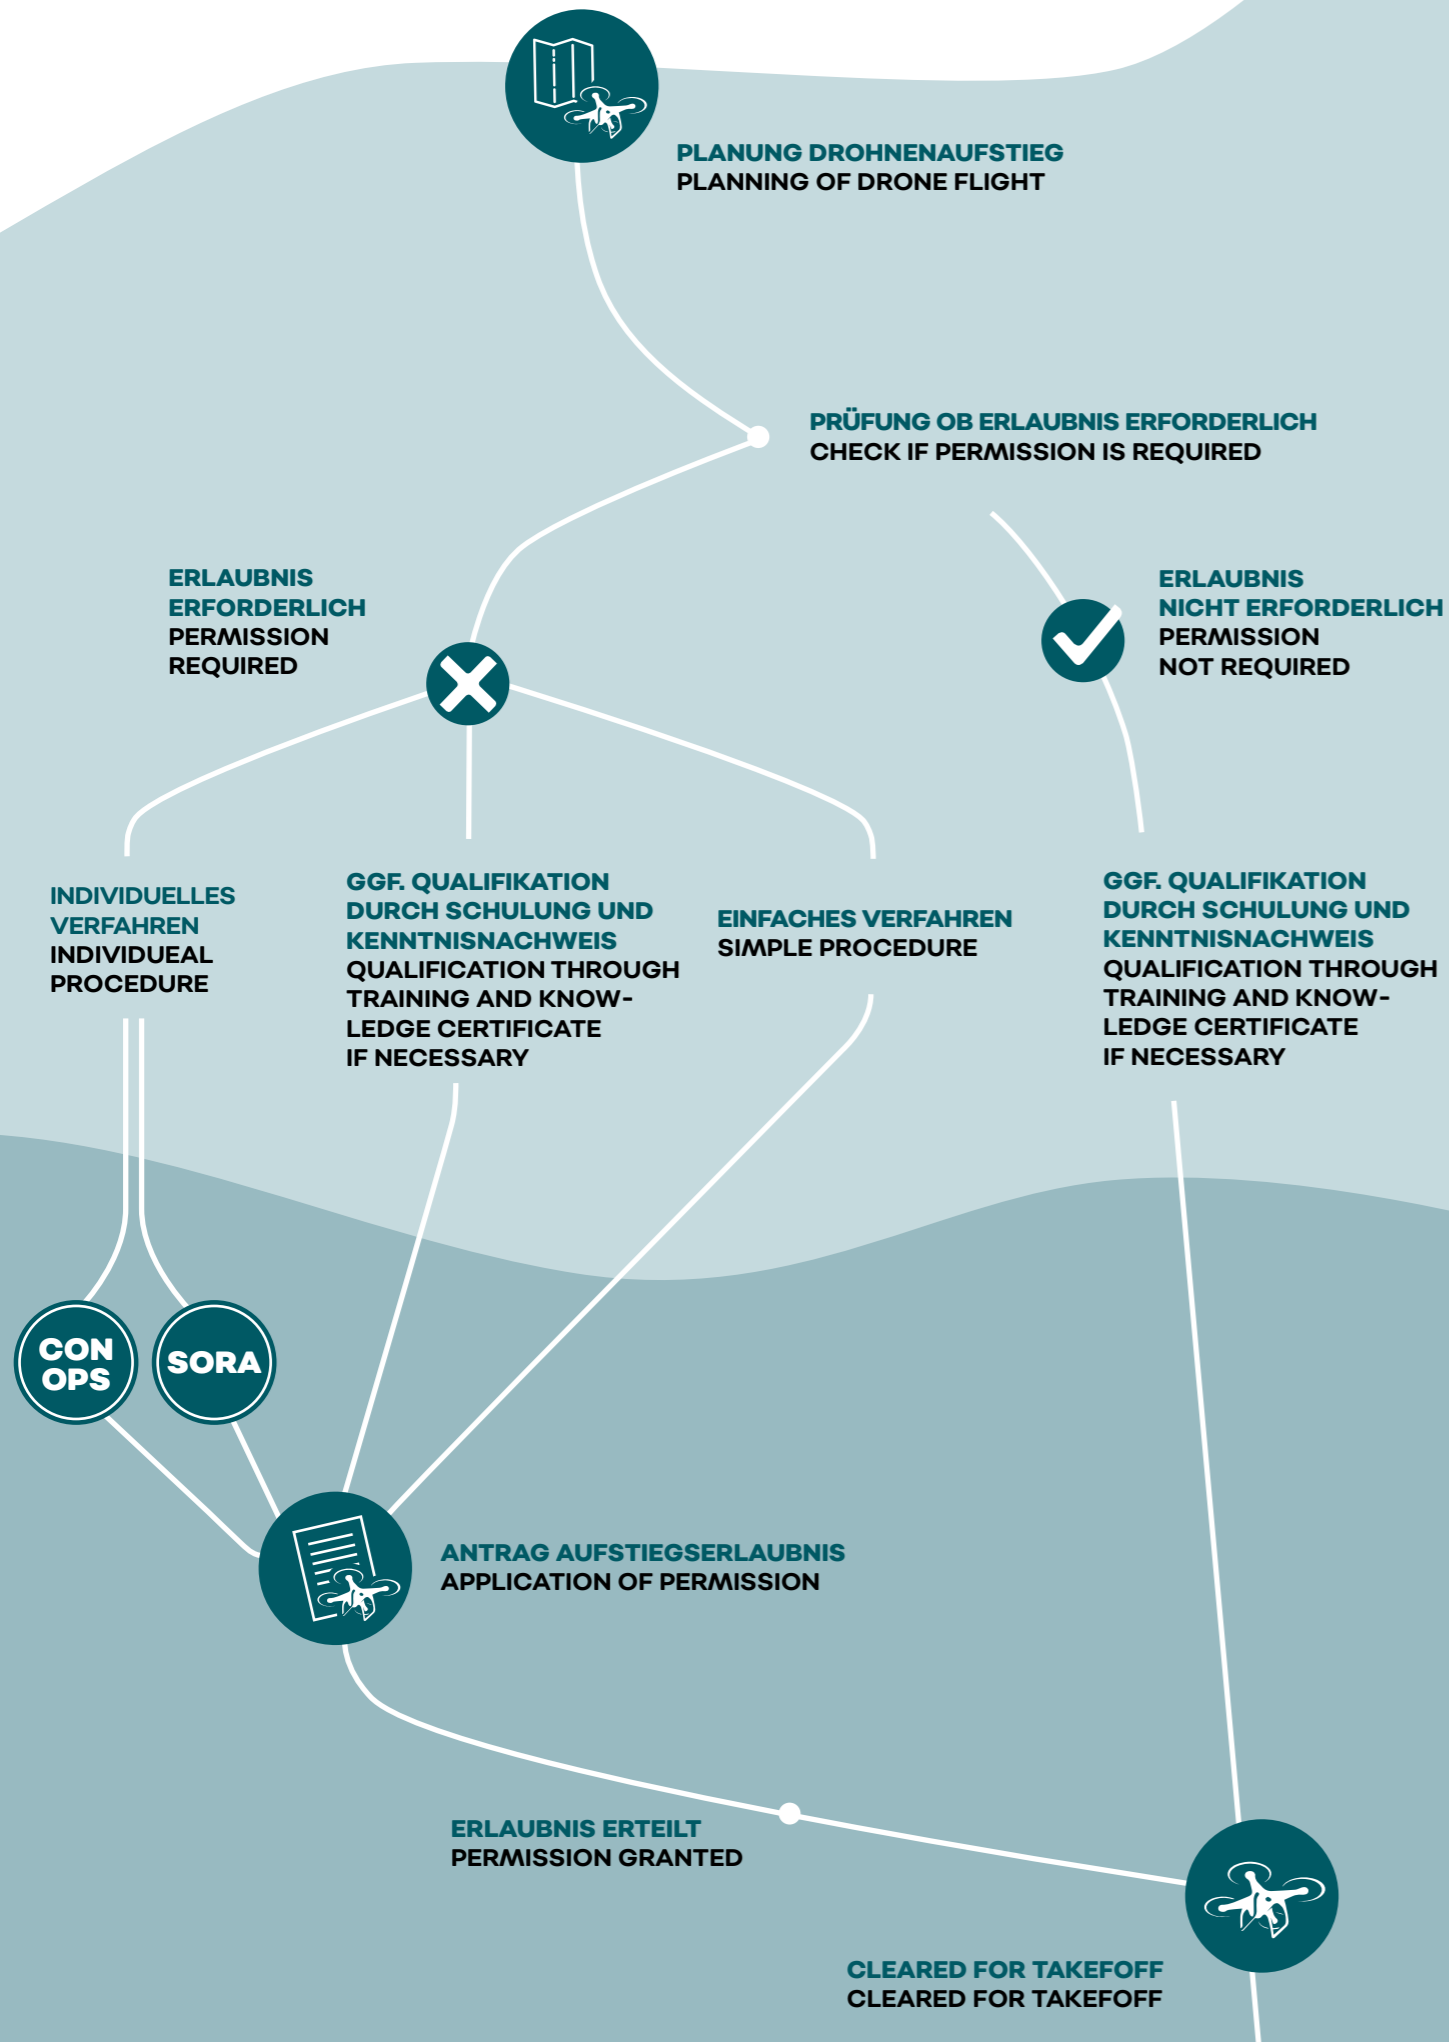 PLANUNG DROHNENAUFSTIEG
PLANNING OF DRONE FLIGHT
PRÜFUNG OB ERLAUBNIS ERFORDERLICH
CHECK IF PERMISSION IS REQUIRED
ERLAUBNIS
ERFORDERLICH
PERMISSION
REQUIRED
ERLAUBNIS
NICHT ERFORDERLICH
PERMISSION
NOT REQUIRED
INDIVIDUELLES
VERFAHREN
INDIVIDUEAL
PROCEDURE
GGF. QUALIFIKATION
DURCH SCHULUNG UND
KENNTNISNACHWEIS
QUALIFICATION THROUGH
TRAINING AND KNOW-
LEDGE CERTIFICATE
IF NECESSARY
EINFACHES VERFAHREN
SIMPLE PROCEDURE
GGF. QUALIFIKATION
DURCH SCHULUNG UND
KENNTNISNACHWEIS
QUALIFICATION THROUGH
TRAINING AND KNOW-
LEDGE CERTIFICATE
IF NECESSARY
CON
OPS
SORA
ANTRAG AUFSTIEGSERLAUBNIS
APPLICATION OF PERMISSION
ERLAUBNIS ERTEILT
PERMISSION GRANTED
CLEARED FOR TAKEFOFF
CLEARED FOR TAKEFOFF